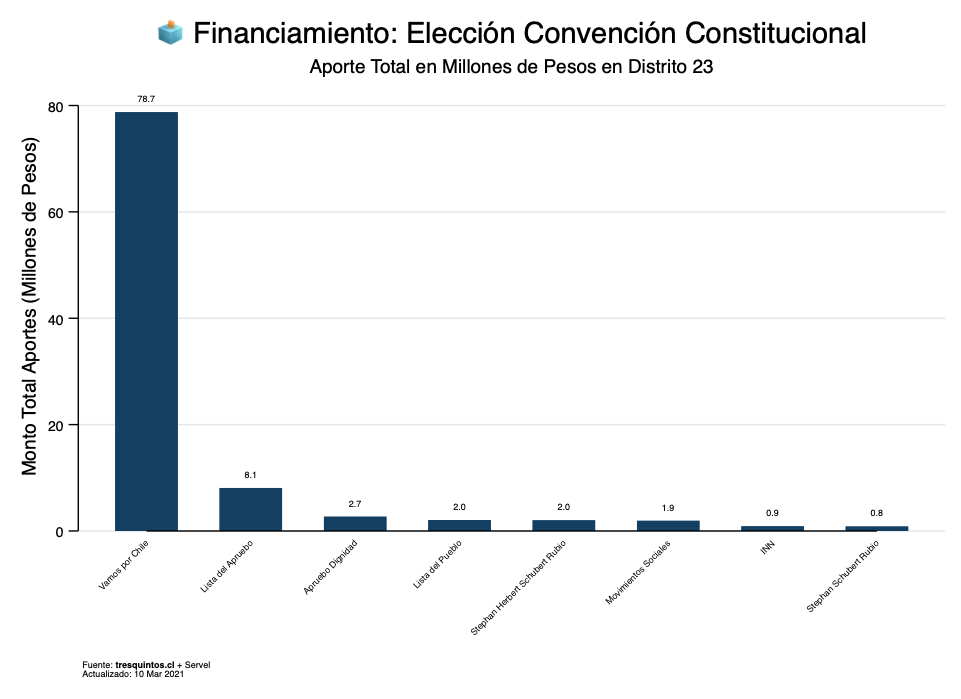 Financiamiento: Elección Convención Constitucional
Aporte Total en Millones de Pesos en Distrito 23
Monto Total Aportes (Millones de Pesos)
80
60
40
20
0
78.7
8.1
2.7
2.0
2.0
1.9
0.9
0.8
Vamos por Chile
Lista del Apruebo
Apruebo Dignidad
Lista del Pueblo
Stephan Herbert Schubert Rubio
Movimientos Sociales
INN
Stephan Schubert Rubio
Fuente: tresquintos.cl + Servel
Actualizado: 10 Mar 2021